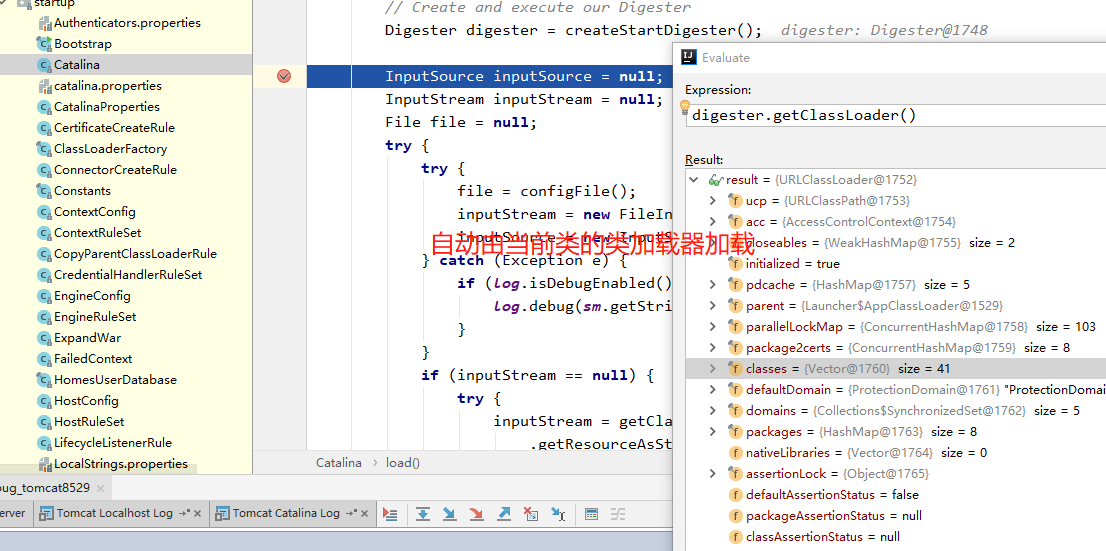 startup
Authenticators.properties
Bootstrap
Catalina
catalina.properties
CatalinaProperties
CertificateCreateRule
ClassLoaderFactory
ConnectorCreateRule
Constants
ContextConfig
ContextRuleSet
CopyParentClassLoaderRule
CredentialHandlerRuleSet
EngineConfig
EngineRuleSet
ExpandWar
FailedContext
HomesUserDatabase
HostConfig
HostRuleSet
LifecycleListenerRule
LocalStrings.properties
// Create and execute our Digester
Digester digester = createStartDigester(); digester: Digester@1748
InputSource inputSource = null;
InputStream inputStream = null;
File file = null;
try {
try {
file = configFile();
inputStream = new FileIn
inputSource = new InputS
自动由当前类的类加载器加载
} catch (Exception e) {
if (log.isDebugEnabled()
log.debug(sm.getStri
}
}
if (inputStream == null) {
try {
inputStream = getCla
.getResourceAsSt
Catalina > load()
Evaluate
Expression:
digester.getClassLoader()
Result:
result = {URLClassLoader@1752}
ucp = {URLClassPath@1753}
acc = {AccessControlContext@1754}
closeables = {WeakHashMap@1755} size = 2
initialized = true
pdcache = {HashMap@1757} size = 5
parent = {Launcher$AppClassLoader@1529}
parallelLockMap = {ConcurrentHashMap@1758} size = 103
package2certs = {ConcurrentHashMap@1759} size = 8
classes = {Vector@1760} size = 41
defaultDomain = {ProtectionDomain@1761} "ProtectionDomai
domains = {Collections$SynchronizedSet@1762} size = 5
packages = {HashMap@1763} size = 8
nativeLibraries = {Vector@1764} size = 0
assertionLock = {Object@1765}
defaultAssertionStatus = false
packageAssertionStatus = null
classAssertionStatus = null
bug_tomcat8529
erver
Tomcat Localhost Log
Tomcat Catalina Log